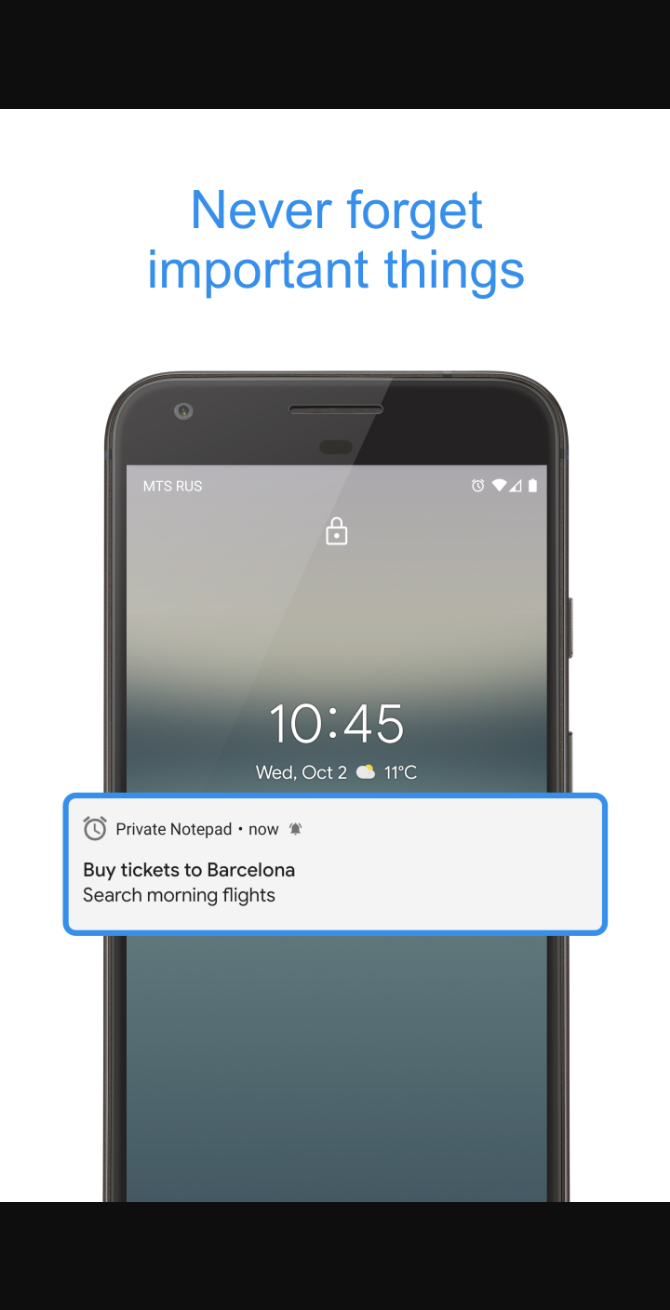 Never forget
important things
MTS RUS
10:45
Wed, Oct 2 11°C
Private Notepad • now
Buy tickets to Barcelona
Search morning flights